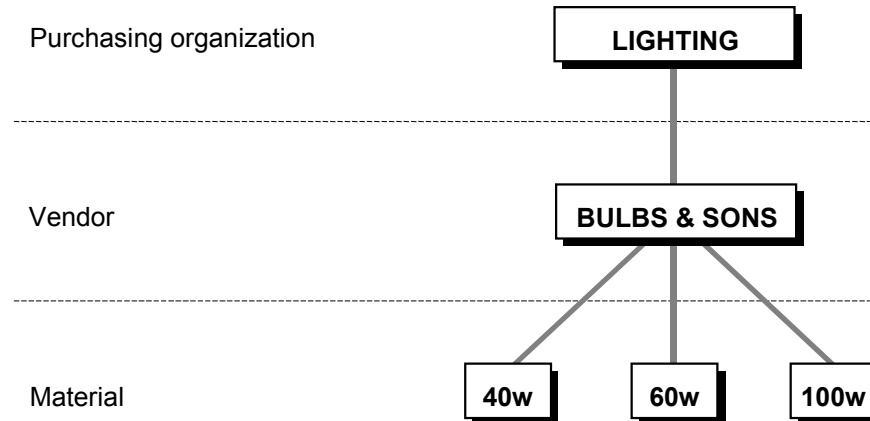 Purchasing organization
LIGHTING
Vendor
BULBS & SONS
Material
40w
60w
100w